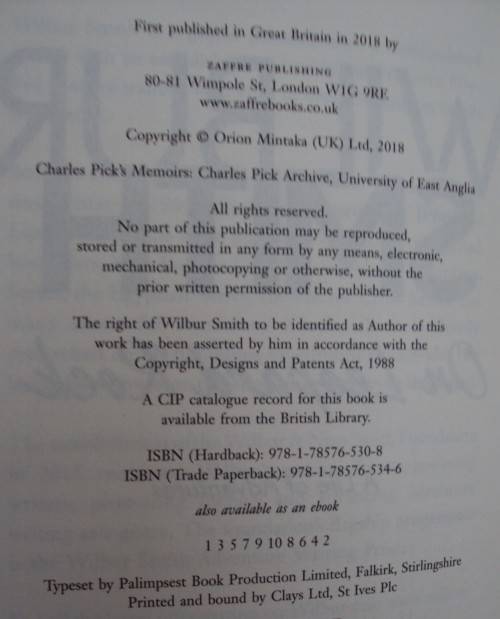 First published in Great Britain in 2018 by
ZAFFRE PUBLISHING
80-81 Wimpole St, London W1G 9RE
www.zaffrebooks.co.uk
Copyright © Orion Mintaka (UK) Ltd, 2018
Charles Pick's Memoirs: Charles Pick Archive, University of East Anglia
All rights reserved.
No part of this publication may be reproduced,
stored or transmitted in any form by any means, electronic,
mechanical, photocopying or otherwise, without the
prior written permission of the publisher.
The right of Wilbur Smith to be identified as Author of this
work has been asserted by him in accordance with the
Copyright, Designs and Patents Act, 1988
A CIP catalogue record for this book is
available from the British Library.
ISBN (Hardback): 978-1-78576-530-8
ISBN (Trade Paperback): 978-1-78576-534-6
also available as an ebook
1 3 5 7 9 10 8 6 4 2
Typeset by Palimpsest Book Production Limited, Falkirk, Stirlingshire
Printed and bound by Clays Ltd, St Ives Plc